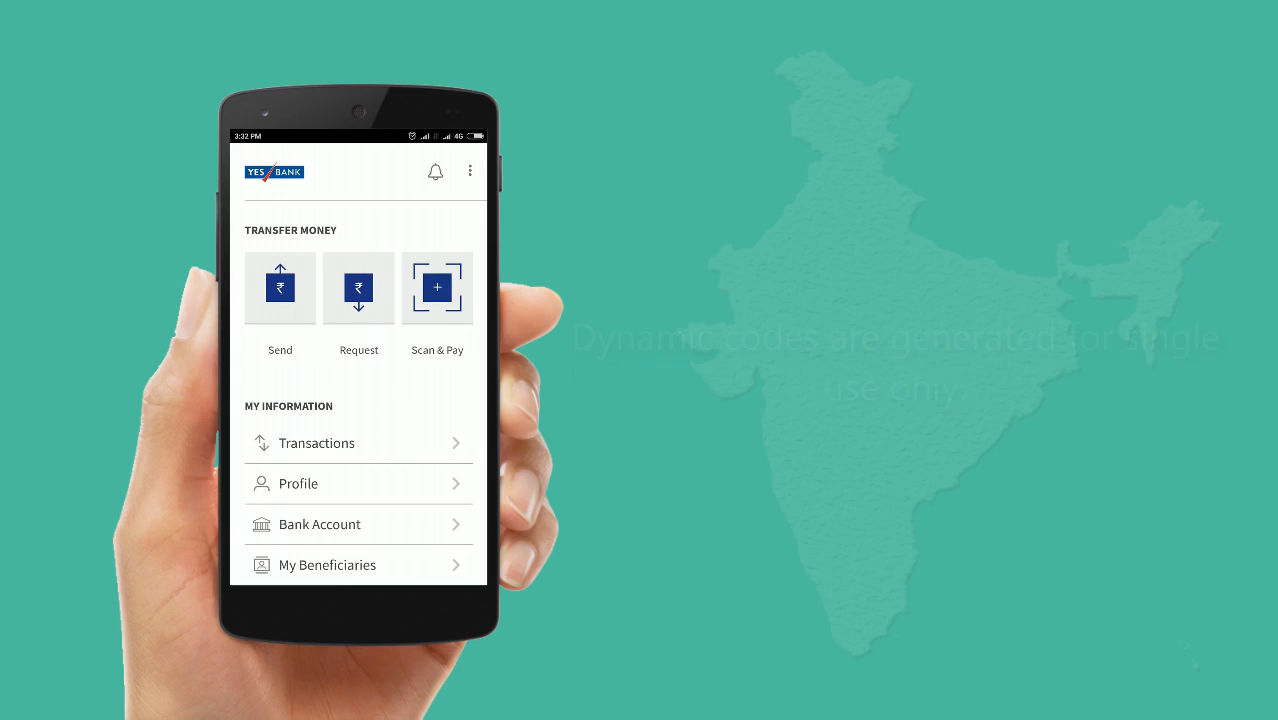 3:32 PM
4G
YES BANK
TRANSFER MONEY
₹
₹
+
Send
Request
Scan & Pay
MY INFORMATION
Transactions
Profile
Bank Account
My Beneficiaries
Dynamic codes are generated for single
use only.